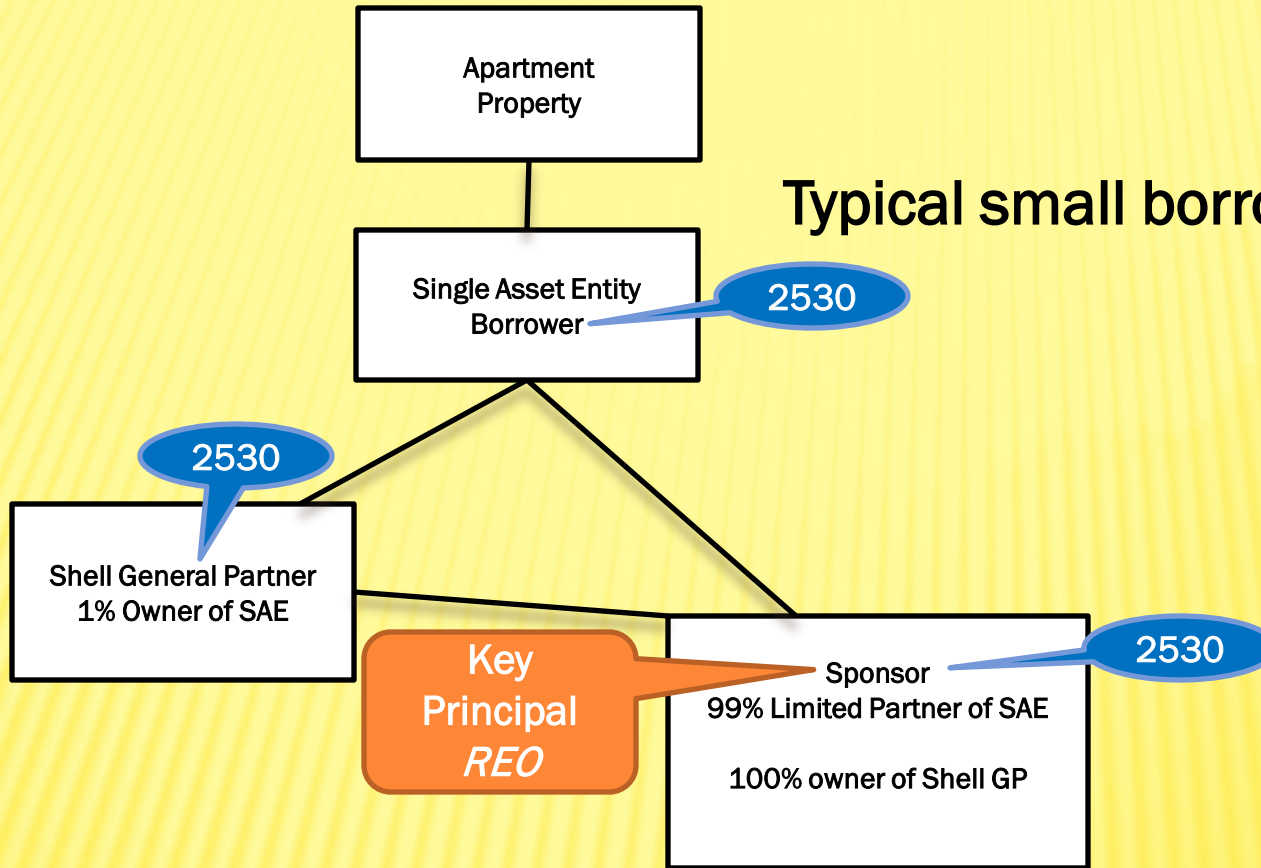 Apartment
Property
Typical small
Single Asset Entity
Borrower
2530
2530
Shell General Partner
1% Owner of SAE
Key
Principal
REO
Sponsor
99% Limited Partner of SAE
100% owner of Shell GP
2530